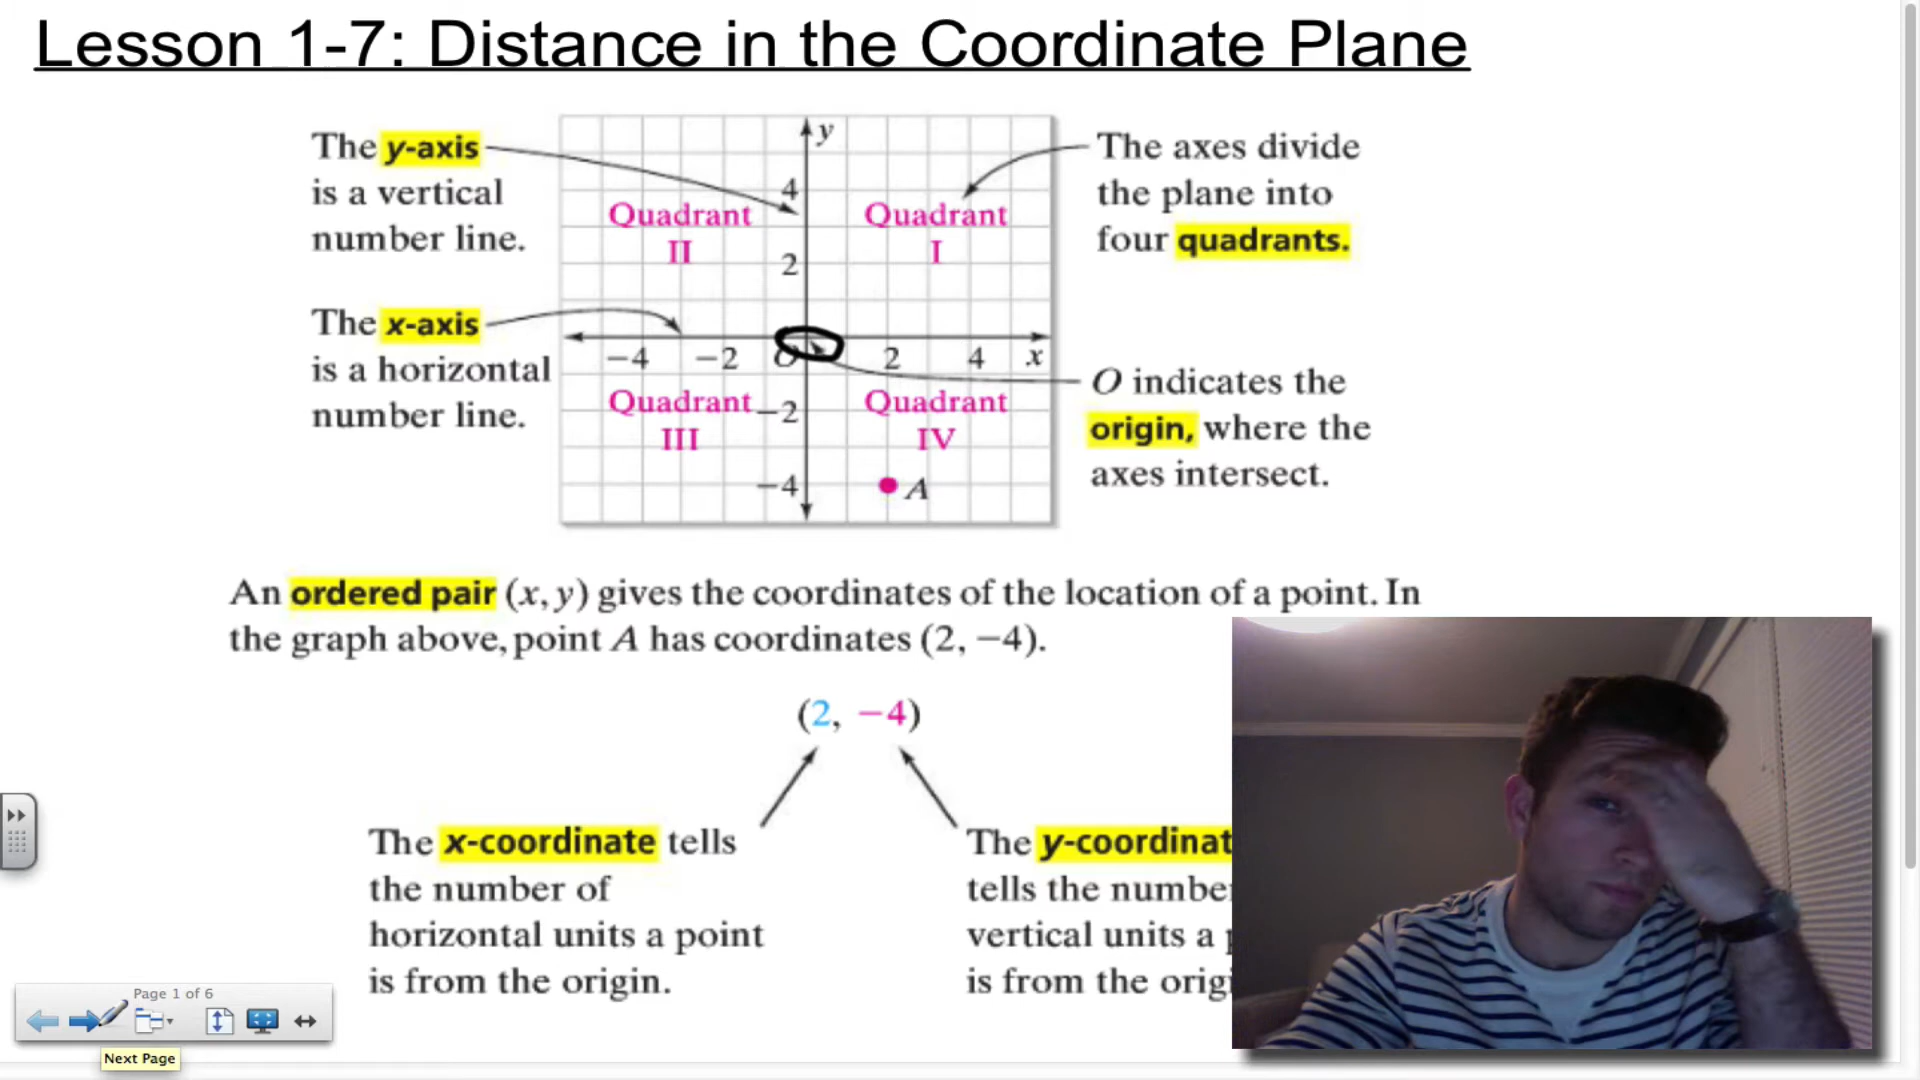 Lesson 1-7: Distance in the Coordinate Plane
The y-axis
is a vertical
number line.
The x-axis
is a horizontal
number line.
y
4
2
-4 -2 O 2 4 x
-2
-4
Quadrant
II
Quadrant
I
Quadrant
III
Quadrant
IV
A
The axes divide
the plane into
four quadrants.
O indicates the
origin, where the
axes intersect.
An ordered pair (x, y) gives the coordinates of the location of a point. In
the graph above, point A has coordinates (2, −4).
(2, −4)
The x-coordinate tells
the number of
horizontal units a point
is from the origin.
The y-coordinat
tells the number
vertical units a
is from the orig
Page 1 of 6
Next Page